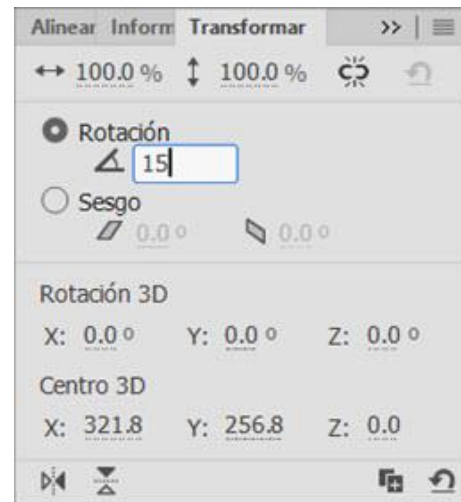 Alinear Inform Transformar >>
100.0 % 100.0 %
Rotación
15
Sesgo
0.0 ° 0.0 °
Rotación 3D
X: 0.0 ° Y: 0.0 ° Z: 0.0 °
Centro 3D
X: 321.8 Y: 256.8 Z: 0.0